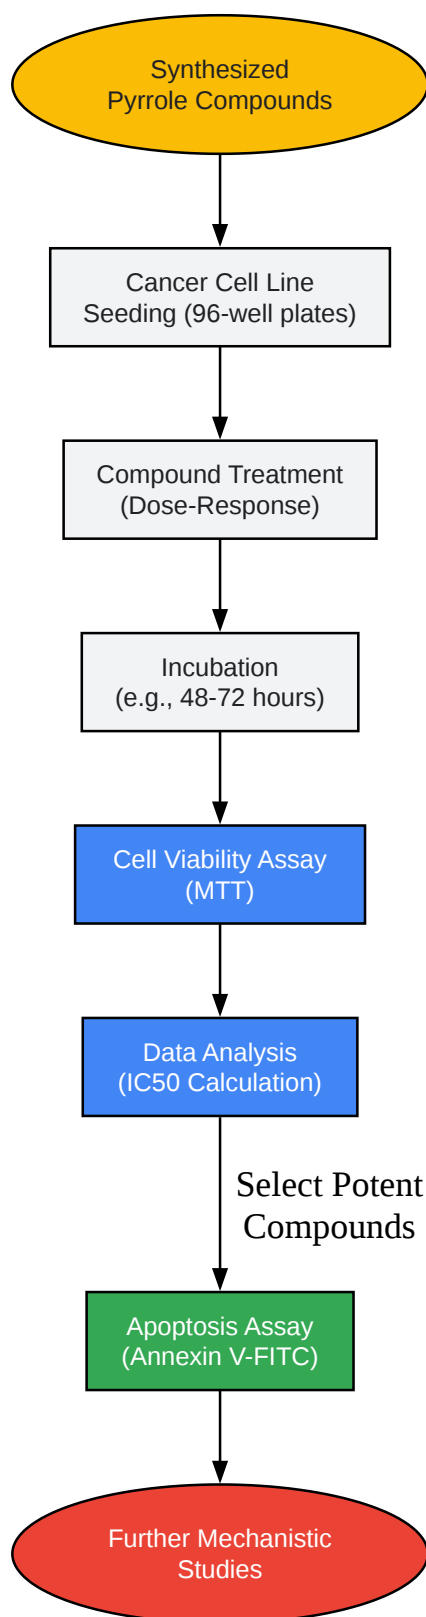 Synthesized
Pyrrole Compounds
Cancer Cell Line
Seeding (96-well plates)
Compound Treatment
(Dose-Response)
Incubation
(e.g., 48-72 hours)
Cell Viability Assay
(MTT)
Data Analysis
(IC50 Calculation)
Select Potent
Compounds
Apoptosis Assay
(Annexin V-FITC)
Further Mechanistic
Studies